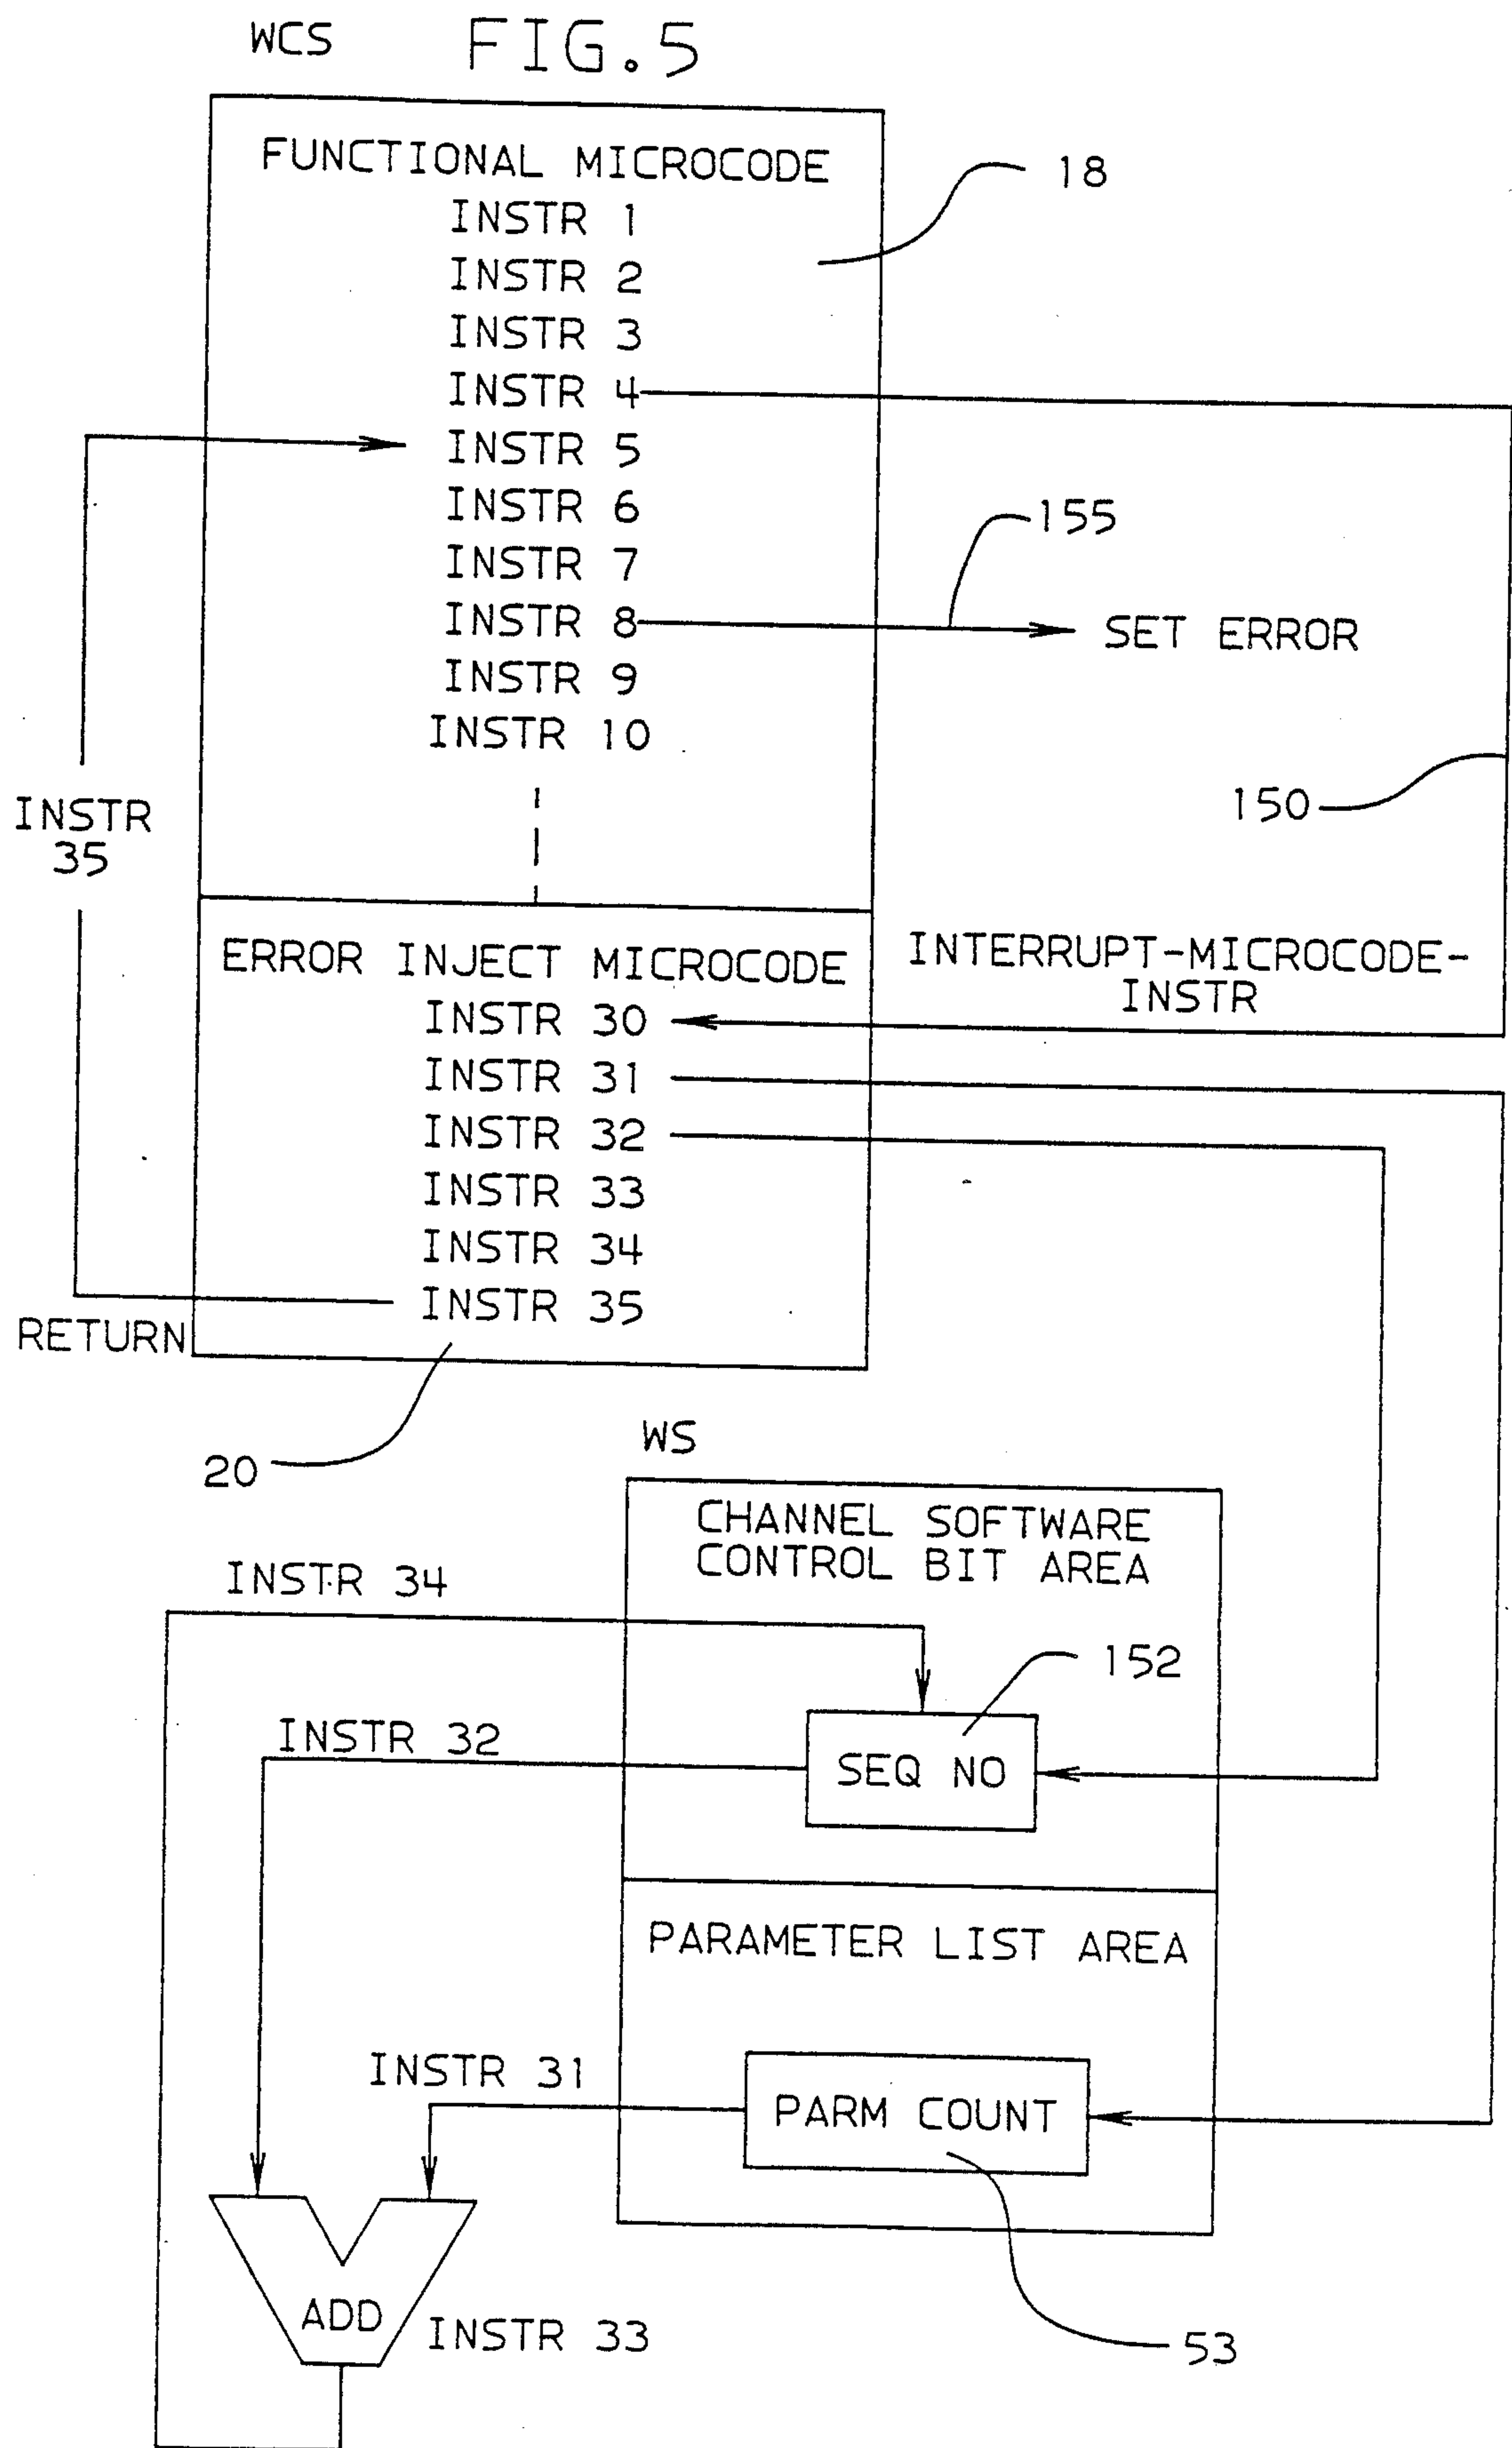 WCS FIG.5
FUNCTIONAL MICROCODE
18
INSTR 1
INSTR 2
INSTR 3
INSTR 4
INSTR 5
INSTR 6
155
INSTR 7
INSTR 8
SET ERROR
INSTR 9
INSTR 10
150
INSTR
35
ERROR INJECT MICROCODE
INTERRUPT-MICROCODE-
INSTR
INSTR 30
INSTR 31
INSTR 32
INSTR 33
INSTR 34
INSTR 35
RETURN
20
WS
CHANNEL SOFTWARE
CONTROL BIT AREA
INSTR 34
152
INSTR 32
SEQ NO
PARAMETER LIST AREA
INSTR 31
PARM COUNT
ADD
INSTR 33
53